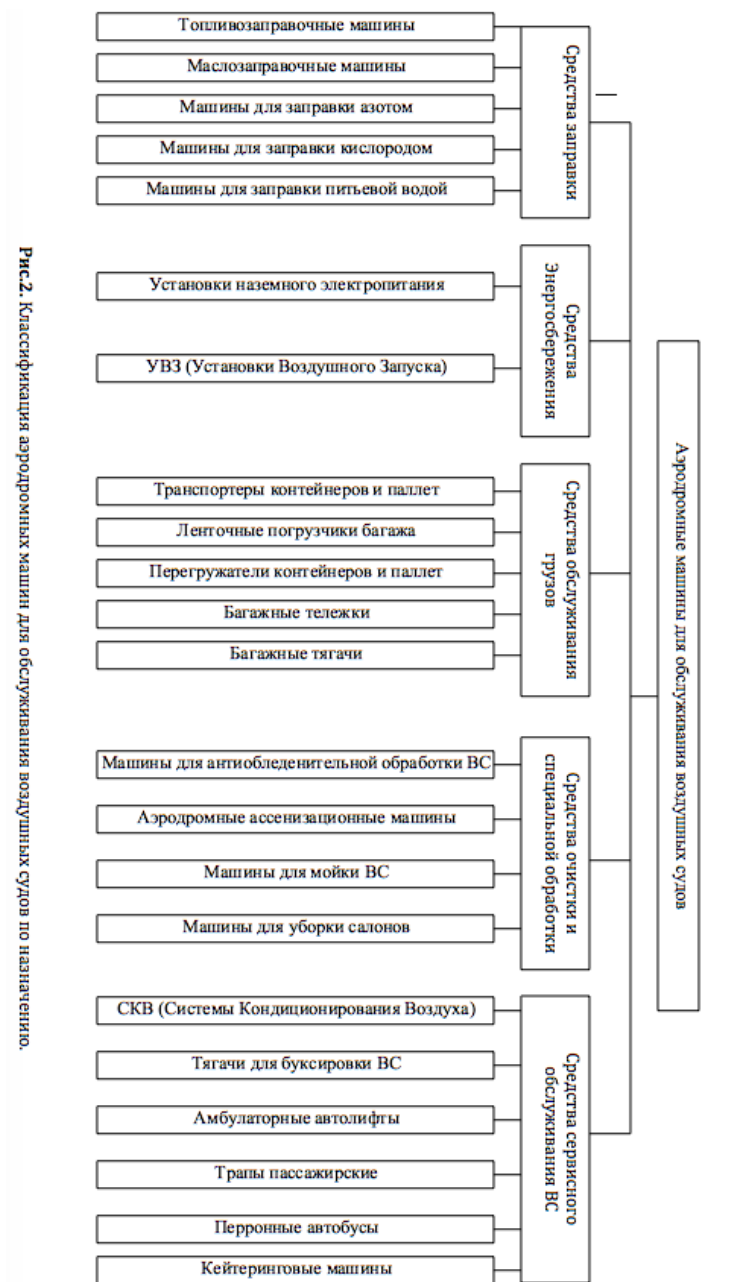 Аэродромные машины для обслуживания воздушных судов
Средства заправки
Топливозаправочные машины
Маслозаправочные машины
Машины для заправки азотом
Машины для заправки кислородом
Машины для заправки питьевой водой
Средства
Энергосбережения
Установки наземного электропитания
УВЗ (Установки Воздушного Запуска)
Средства обслуживания
грузов
Транспортеры контейнеров и паллет
Ленточные погрузчики багажа
Перегружатели контейнеров и паллет
Багажные тележки
Багажные тягачи
Средства очистки и
специальной обработки
Машины для антиобледенительной обработки ВС
Аэродромные ассенизационные машины
Машины для мойки ВС
Машины для уборки салонов
Средства сервисного
обслуживания ВС
СКВ (Системы Кондиционирования Воздуха)
Тягачи для буксировки ВС
Амбулаторные автолифты
Трапы пассажирские
Перронные автобусы
Кейтеринговые машины
Рис.2. Классификация аэродромных машин для обслуживания воздушных судов по назначению.